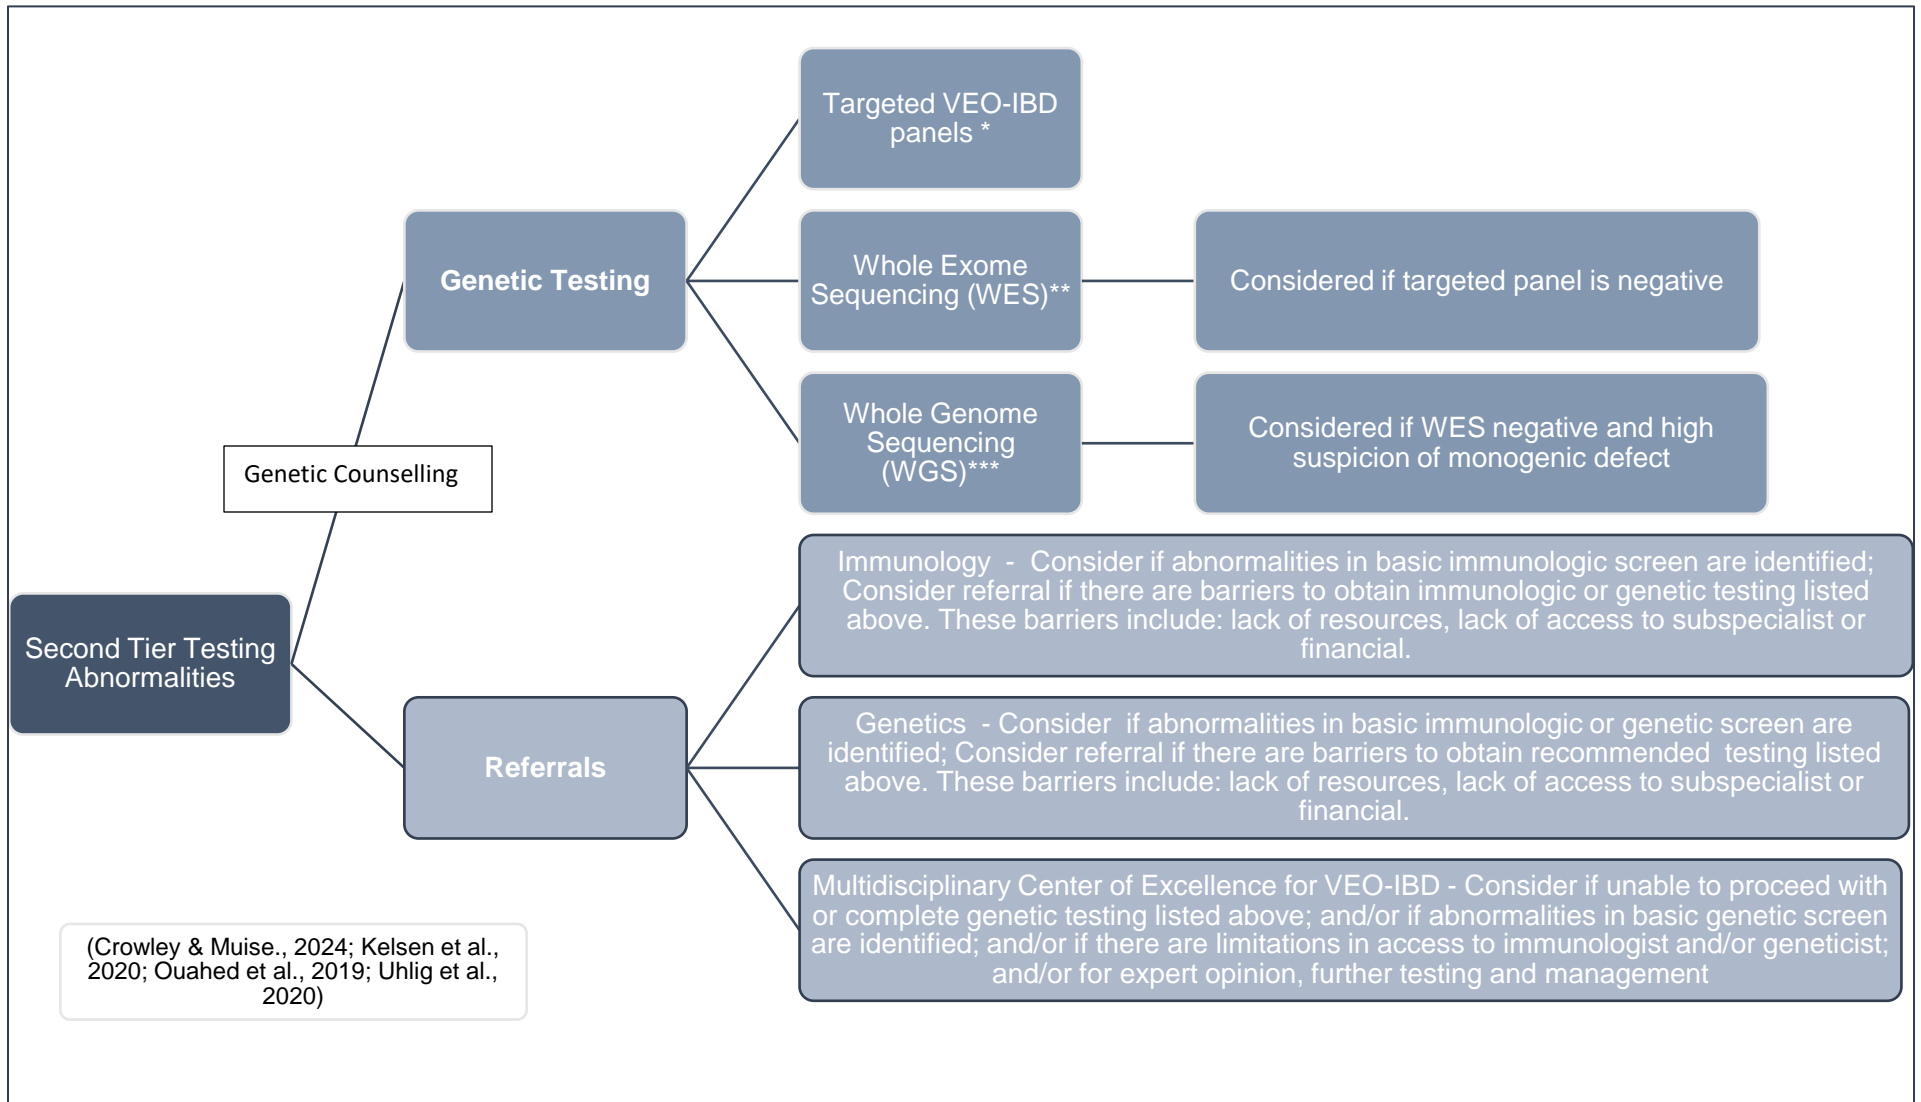 Targeted VEO-IBD
panels *
Genetic Testing
Whole Exome
Sequencing (WES)**
Considered if targeted panel is negative
Whole Genome
Sequencing
(WGS)***
Considered if WES negative and high
suspicion of monogenic defect
Genetic Counselling
Second Tier Testing
Abnormalities
Referrals
Immunology - Consider if abnormalities in basic immunologic screen are identified;
Consider referral if there are barriers to obtain immunologic or genetic testing listed
above. These barriers include: lack of resources, lack of access to subspecialist or
financial.
Genetics - Consider if abnormalities in basic immunologic or genetic screen are
identified; Consider referral if there are barriers to obtain recommended testing listed
above. These barriers include: lack of resources, lack of access to subspecialist or
financial.
Multidisciplinary Center of Excellence for VEO-IBD - Consider if unable to proceed with
or complete genetic testing listed above; and/or if abnormalities in basic genetic screen
are identified; and/or if there are limitations in access to immunologist and/or geneticist;
and/or for expert opinion, further testing and management
(Crowley & Muise., 2024; Kelsen et al.,
2020; Ouahed et al., 2019; Uhlig et al.,
2020)